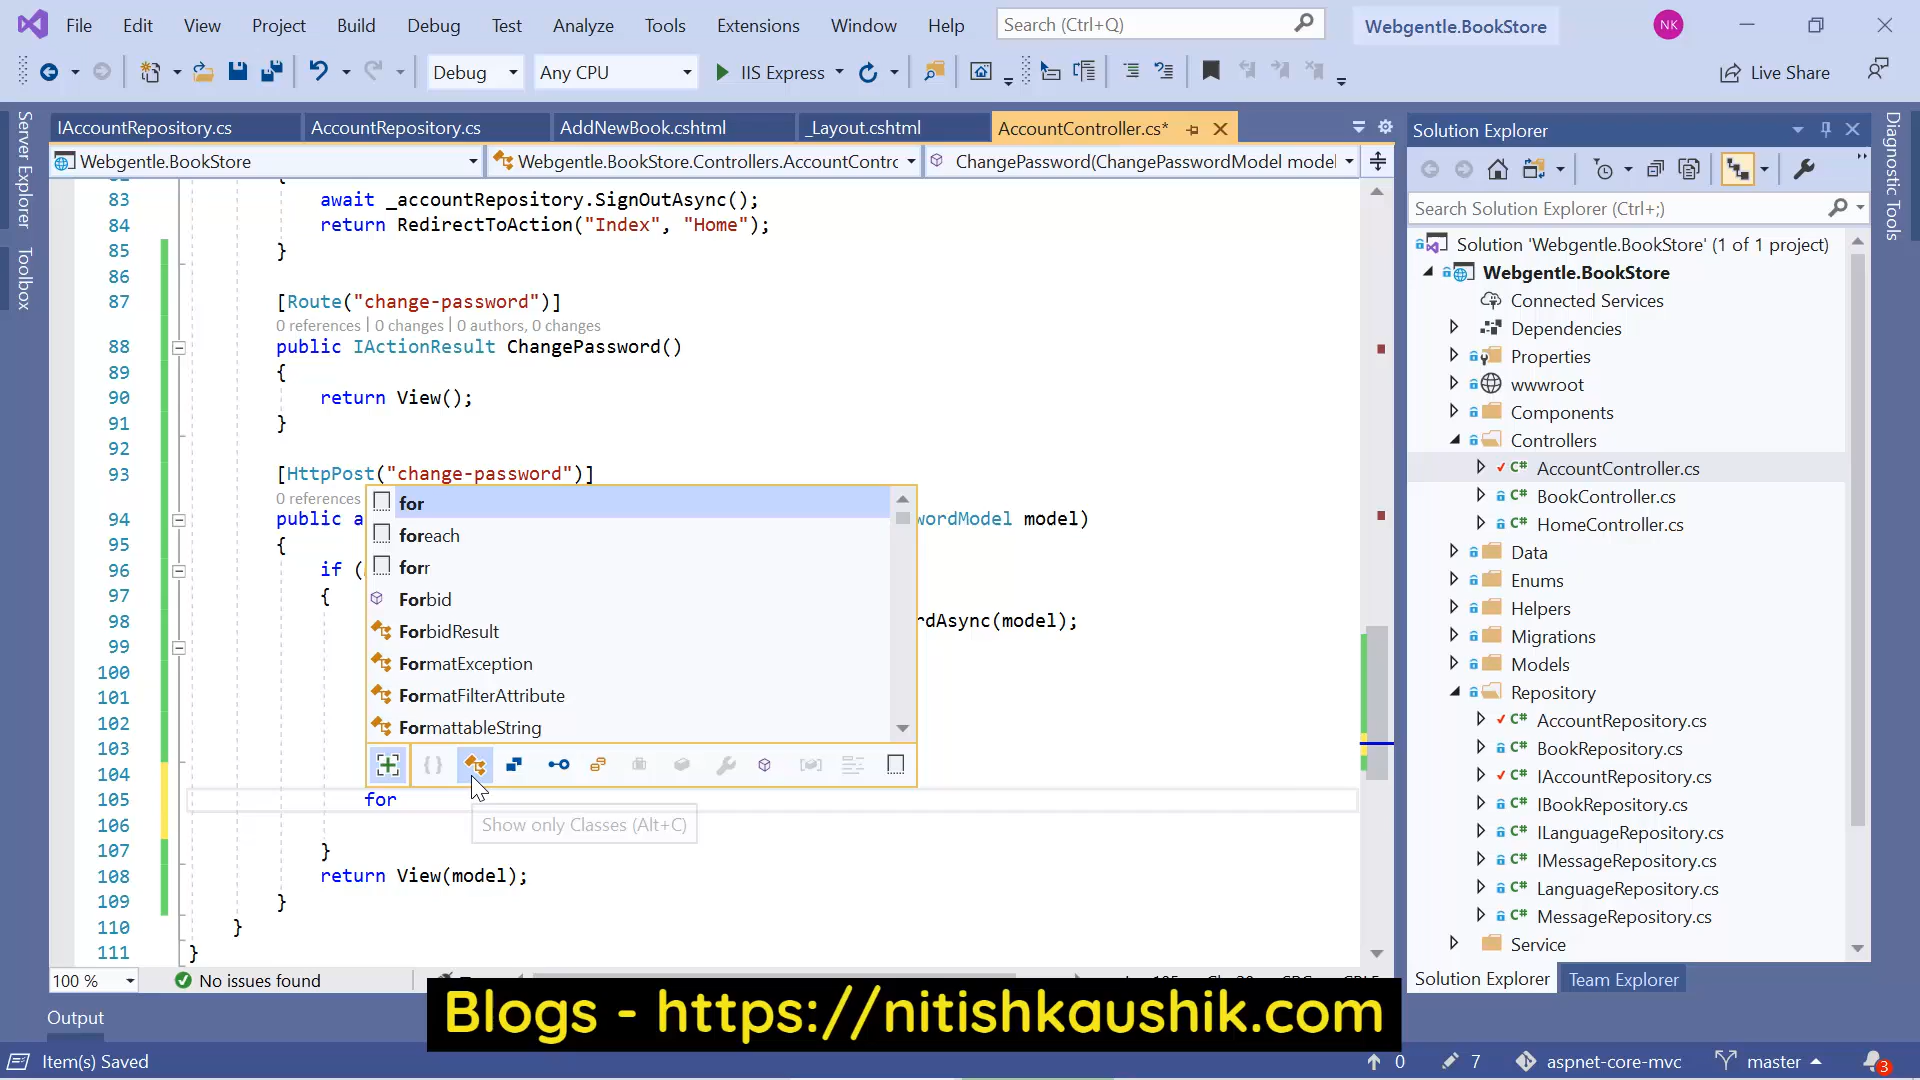 File Edit View Project Build Debug Test Analyze Tools Extensions Window Help Search (Ctrl+Q) Webgentle.BookStore NK
Debug Any CPU IIS Express Live Share
IAccountRepository.cs AccountRepository.cs AddNewBook.cshtml _Layout.cshtml AccountController.cs*
Webgentle.BookStore Webgentle.BookStore.Controllers.AccountContrc ChangePassword(ChangePasswordModel model
Server Explorer
Toolbox
83 await _accountRepository.SignOutAsync();
84 return RedirectToAction("Index", "Home");
85 }
86
87 [Route("change-password")]
0 references | 0 changes | 0 authors, 0 changes
88 public IActionResult ChangePassword()
89 {
90 return View();
91 }
92
93 [HttpPost("change-password")]
0 references
94 public a wordModel model)
95 {
96 if (
97 {
98 rdAsync(model);
99
100
101
102
103
104
105 for
106
107 }
108 return View(model);
109 }
110 }
111 }
for
foreach
forr
Forbid
ForbidResult
FormatException
FormatFilterAttribute
FormattableString
Show only Classes (Alt+C)
100 % No issues found
Output
Item(s) Saved
Blogs - https://nitishkaushik.com
Solution Explorer
Search Solution Explorer (Ctrl+;)
Solution 'Webgentle.BookStore' (1 of 1 project)
Webgentle.BookStore
Connected Services
Dependencies
Properties
wwwroot
Components
Controllers
C# AccountController.cs
C# BookController.cs
C# HomeController.cs
Data
Enums
Helpers
Migrations
Models
Repository
C# AccountRepository.cs
C# BookRepository.cs
C# IAccountRepository.cs
C# IBookRepository.cs
C# ILanguageRepository.cs
C# IMessageRepository.cs
C# LanguageRepository.cs
C# MessageRepository.cs
Service
Solution Explorer Team Explorer
Diagnostic Tools
0 7 aspnet-core-mvc master 3